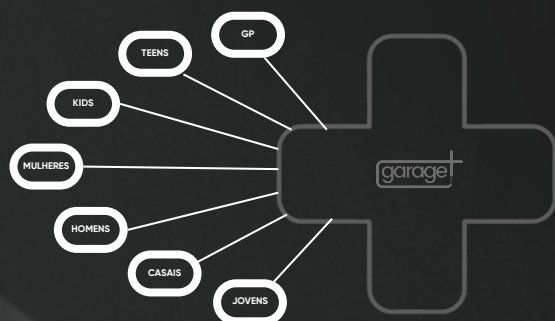 GP
TEENS
KIDS
MULHERES
HOMENS
CASAIS
JOVENS
garage+